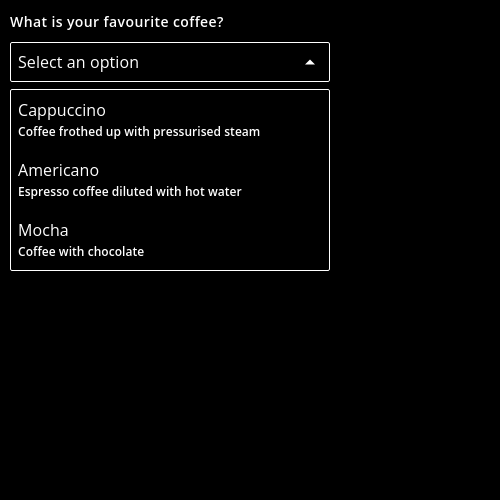 What is your favourite coffee?
Select an option
Cappuccino
Coffee frothed up with pressurised steam
Americano
Espresso coffee diluted with hot water
Mocha
Coffee with chocolate